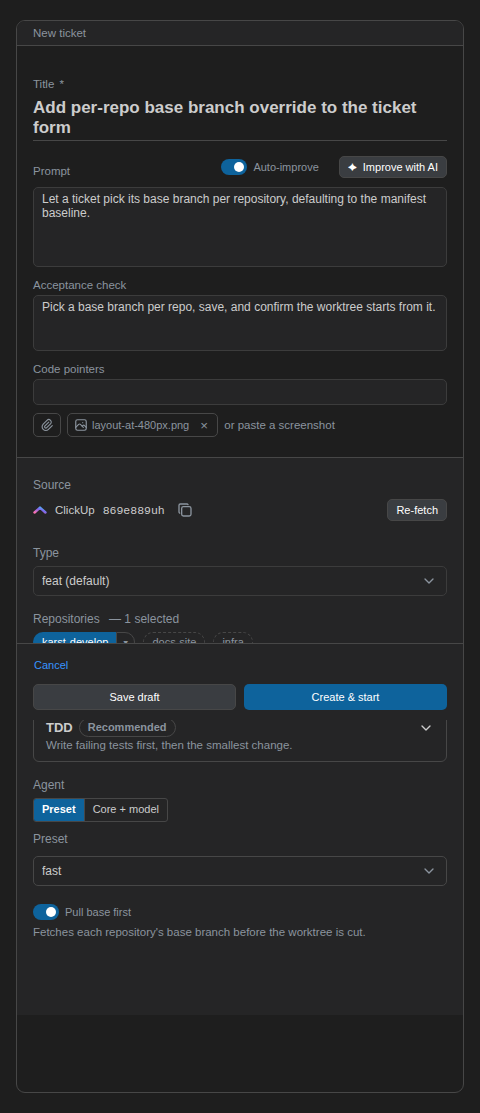 New ticket
Title *
Add per-repo base branch override to the ticket
form
Prompt
Auto-improve
Improve with AI
Let a ticket pick its base branch per repository, defaulting to the manifest
baseline.
Acceptance check
Pick a base branch per repo, save, and confirm the worktree starts from it.
Code pointers
layout-at-480px.png × or paste a screenshot
Source
ClickUp 869e889uh
Re-fetch
Type
feat (default)
Repositories — 1 selected
karst-develop docs-site infra
Cancel
Save draft
Create & start
TDD Recommended
Write failing tests first, then the smallest change.
Agent
Preset Core + model
Preset
fast
Pull base first
Fetches each repository's base branch before the worktree is cut.